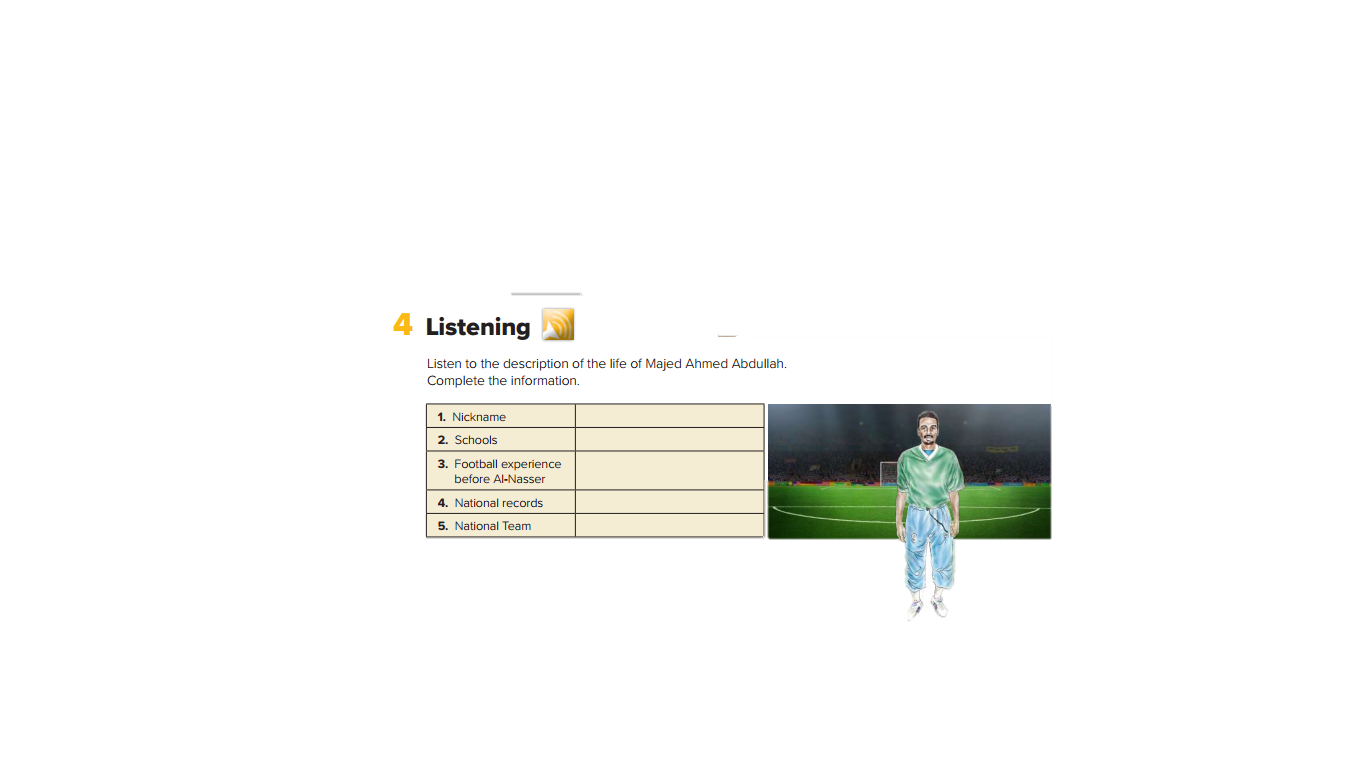 4 Listening
Listen to the description of the life of Majed Ahmed Abdullah.
Complete the information.
1. Nickname
2. Schools
3. Football experience
before Al-Nasser
4. National records
5. National Team